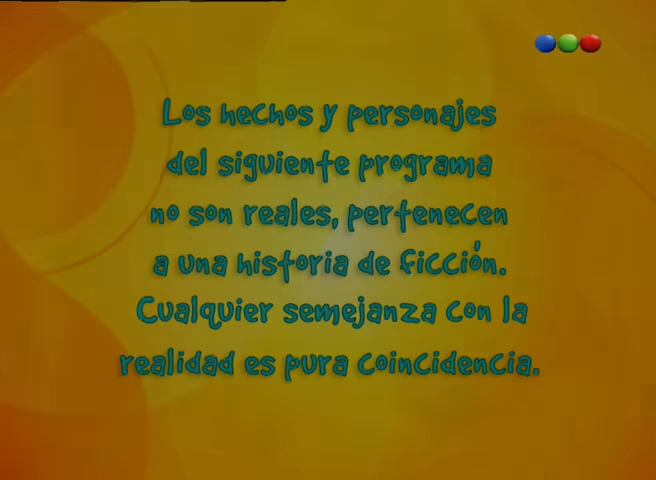 Los hechos y personajes
del siguiente programa
no son reales, pertenecen
a una historia de ficción.
Cualquier semejanza con la
realidad es pura coincidencia.